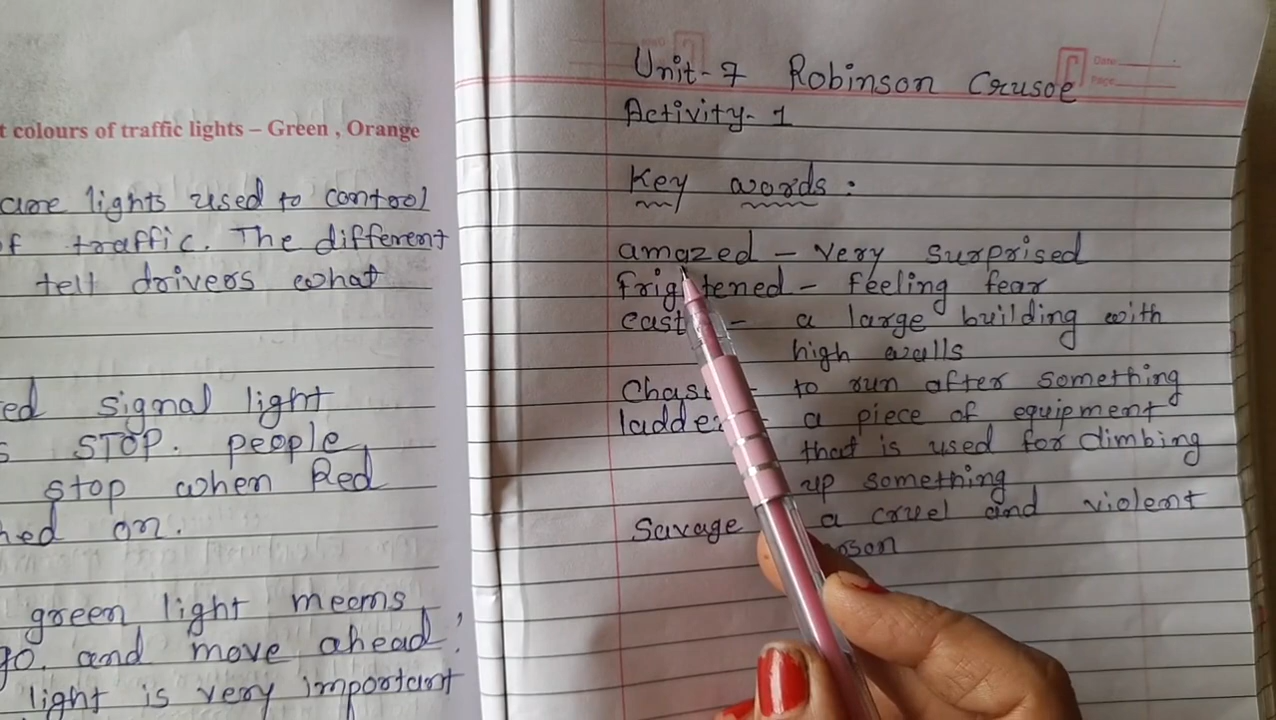 t colours of traffic lights – Green , Orange
are lights used to control
f traffic. The different
tell drivers what
ed signal light
s STOP. people
stop when Red
hed on.
green light means
go. and move ahead.
light is very important
Date
Page
Unit-7 Robinson Crusoe
Activity-1
Key words :
amazed – very surprised
frightened – feeling fear
cast – a large building with
high walls
Chase – to run after something
ladder – a piece of equipment
that is used for climbing
up something
Savage a cruel and violent